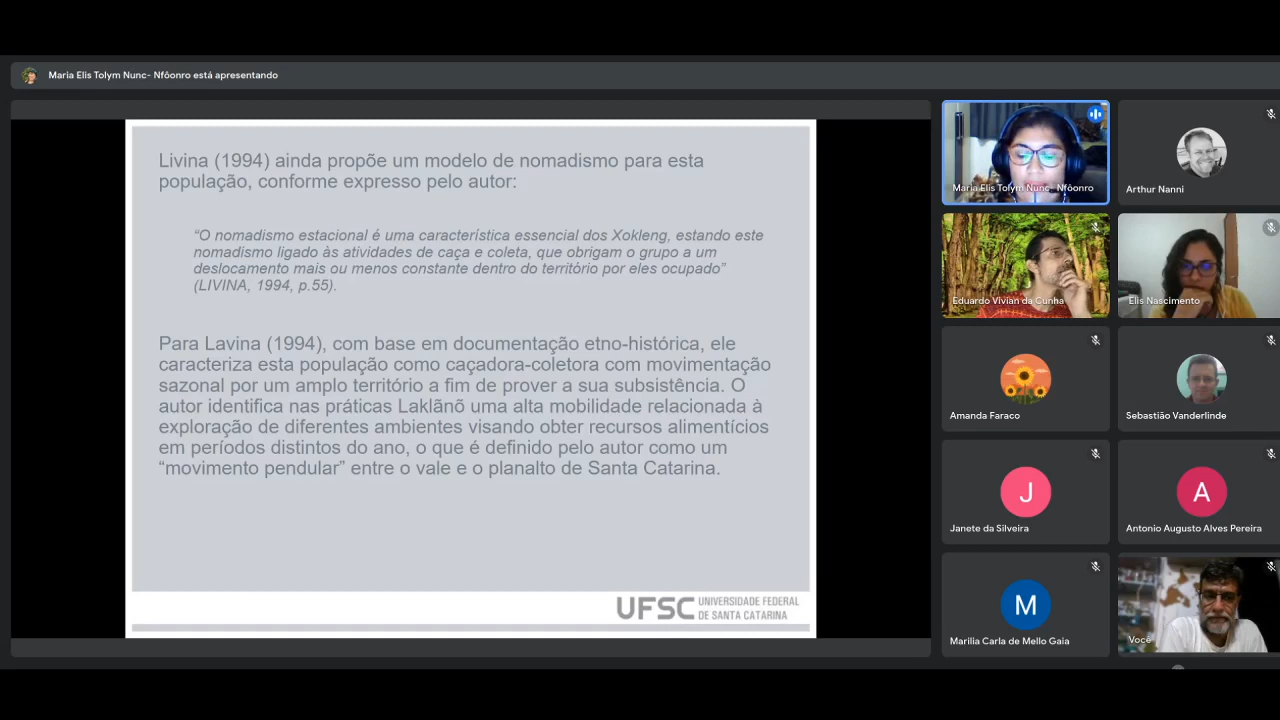 Maria Elis Tolym Nunc- Nfôonro está apresentando
Livina (1994) ainda propõe um modelo de nomadismo para esta
população, conforme expresso pelo autor:
“O nomadismo estacional é uma característica essencial dos Xokleng, estando este
nomadismo ligado às atividades de caça e coleta, que obrigam o grupo a um
deslocamento mais ou menos constante dentro do território por eles ocupado”
(LIVINA, 1994, p.55).
Para Lavina (1994), com base em documentação etno-histórica, ele
caracteriza esta população como caçadora-coletora com movimentação
sazonal por um amplo território a fim de prover a sua subsistência. O
autor identifica nas práticas Laklãnõ uma alta mobilidade relacionada à
exploração de diferentes ambientes visando obter recursos alimentícios
em períodos distintos do ano, o que é definido pelo autor como um
“movimento pendular” entre o vale e o planalto de Santa Catarina.
UFSC UNIVERSIDADE FEDERAL
DE SANTA CATARINA
Maria Elis Tolym Nunc- Nfôonro
Arthur Nanni
Eduardo Vivian da Cunha
Elis Nascimento
Amanda Faraco
Sebastião Vanderlinde
J
Janete da Silveira
A
Antonio Augusto Alves Pereira
M
Marilia Carla de Mello Gaia
Você